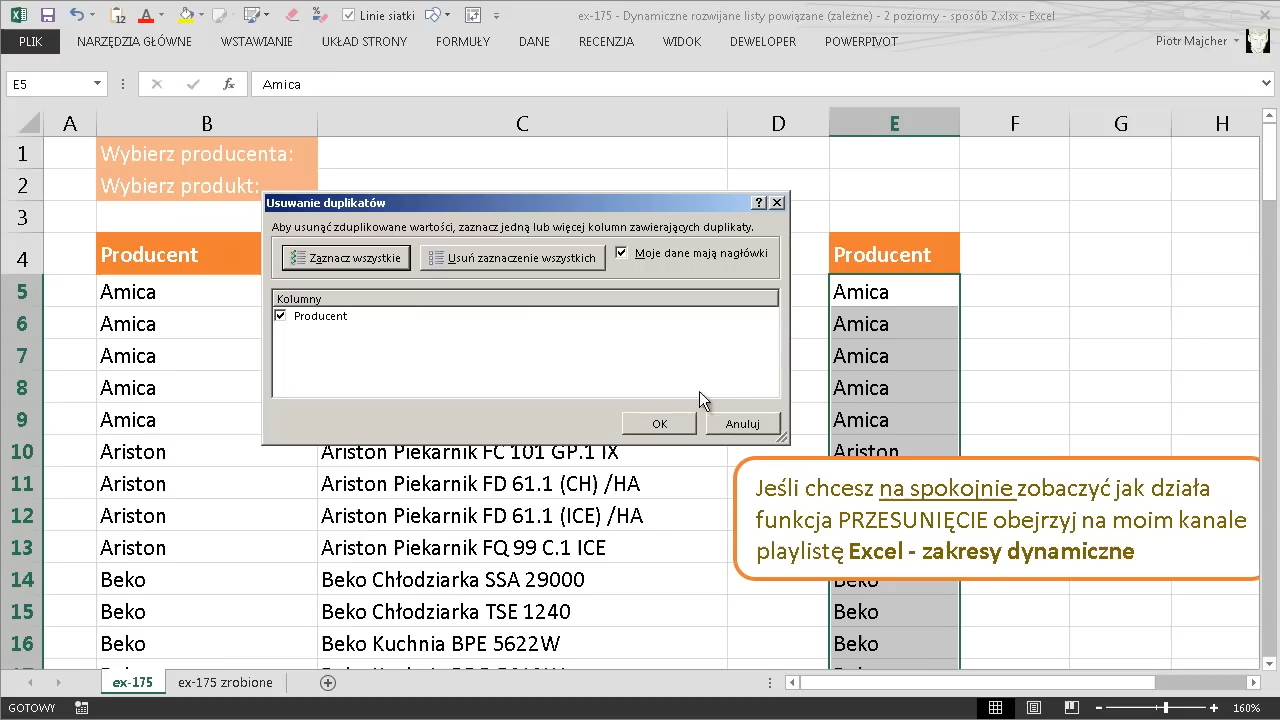 ex-175 - Dynamiczne rozwijane listy powiązane (zależne) - 2 poziomy - sposób 2.xlsx - Excel
Linie siatki
PLIK NARZĘDZIA GŁÓWNE WSTAWIANIE UKŁAD STRONY FORMUŁY DANE RECENZJA WIDOK DEWELOPER POWERPIVOT Piotr Majcher
E5 fx Amica
A B C D E F G H
1 Wybierz producenta:
2 Wybierz produkt:
3
4 Producent Producent
Usuwanie duplikatów
Aby usunąć zduplikowane wartości, zaznacz jedną lub więcej kolumn zawierających duplikaty.
Zaznacz wszystkie Usuń zaznaczenie wszystkich Moje dane mają nagłówki
Kolumny
Producent
OK Anuluj
5 Amica Amica
6 Amica Amica
7 Amica Amica
8 Amica Amica
9 Amica Amica
10 Ariston Ariston Piekarnik FC 101 GP.1 IX Ariston
11 Ariston Ariston Piekarnik FD 61.1 (CH) /HA
12 Ariston Ariston Piekarnik FD 61.1 (ICE) /HA
13 Ariston Ariston Piekarnik FQ 99 C.1 ICE
14 Beko Beko Chłodziarka SSA 29000 Beko
15 Beko Beko Chłodziarka TSE 1240 Beko
16 Beko Beko Kuchnia BPE 5622W Beko
Jeśli chcesz na spokojnie zobaczyć jak działa
funkcja PRZESUNIĘCIE obejrzyj na moim kanale
playlistę Excel - zakresy dynamiczne
ex-175 ex-175 zrobione
GOTOWY 160%